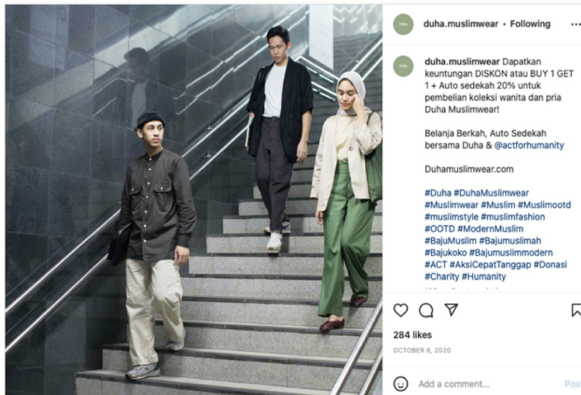 duha.muslimwear • Following
duha.muslimwear Dapatkan
keuntungan DISKON atau BUY 1 GET
1 + Auto sedekah 20% untuk
pembelian koleksi wanita dan pria
Duha Muslimwear!
Belanja Berkah, Auto Sedekah
bersama Duha & @actforhumanity
Duhamuslimwear.com
#Duha #DuhaMuslimwear
#Muslimwear #Muslim #Muslimootd
#muslimstyle #muslimfashion
#OOTD #ModernMuslim
#BajuMuslim #Bajumuslimah
#Bajukoko #Bajumuslimmodern
#ACT #AksiCepatTanggap #Donasi
#Charity #Humanity
284 likes
OCTOBER 6, 2020
Add a comment...
Pos